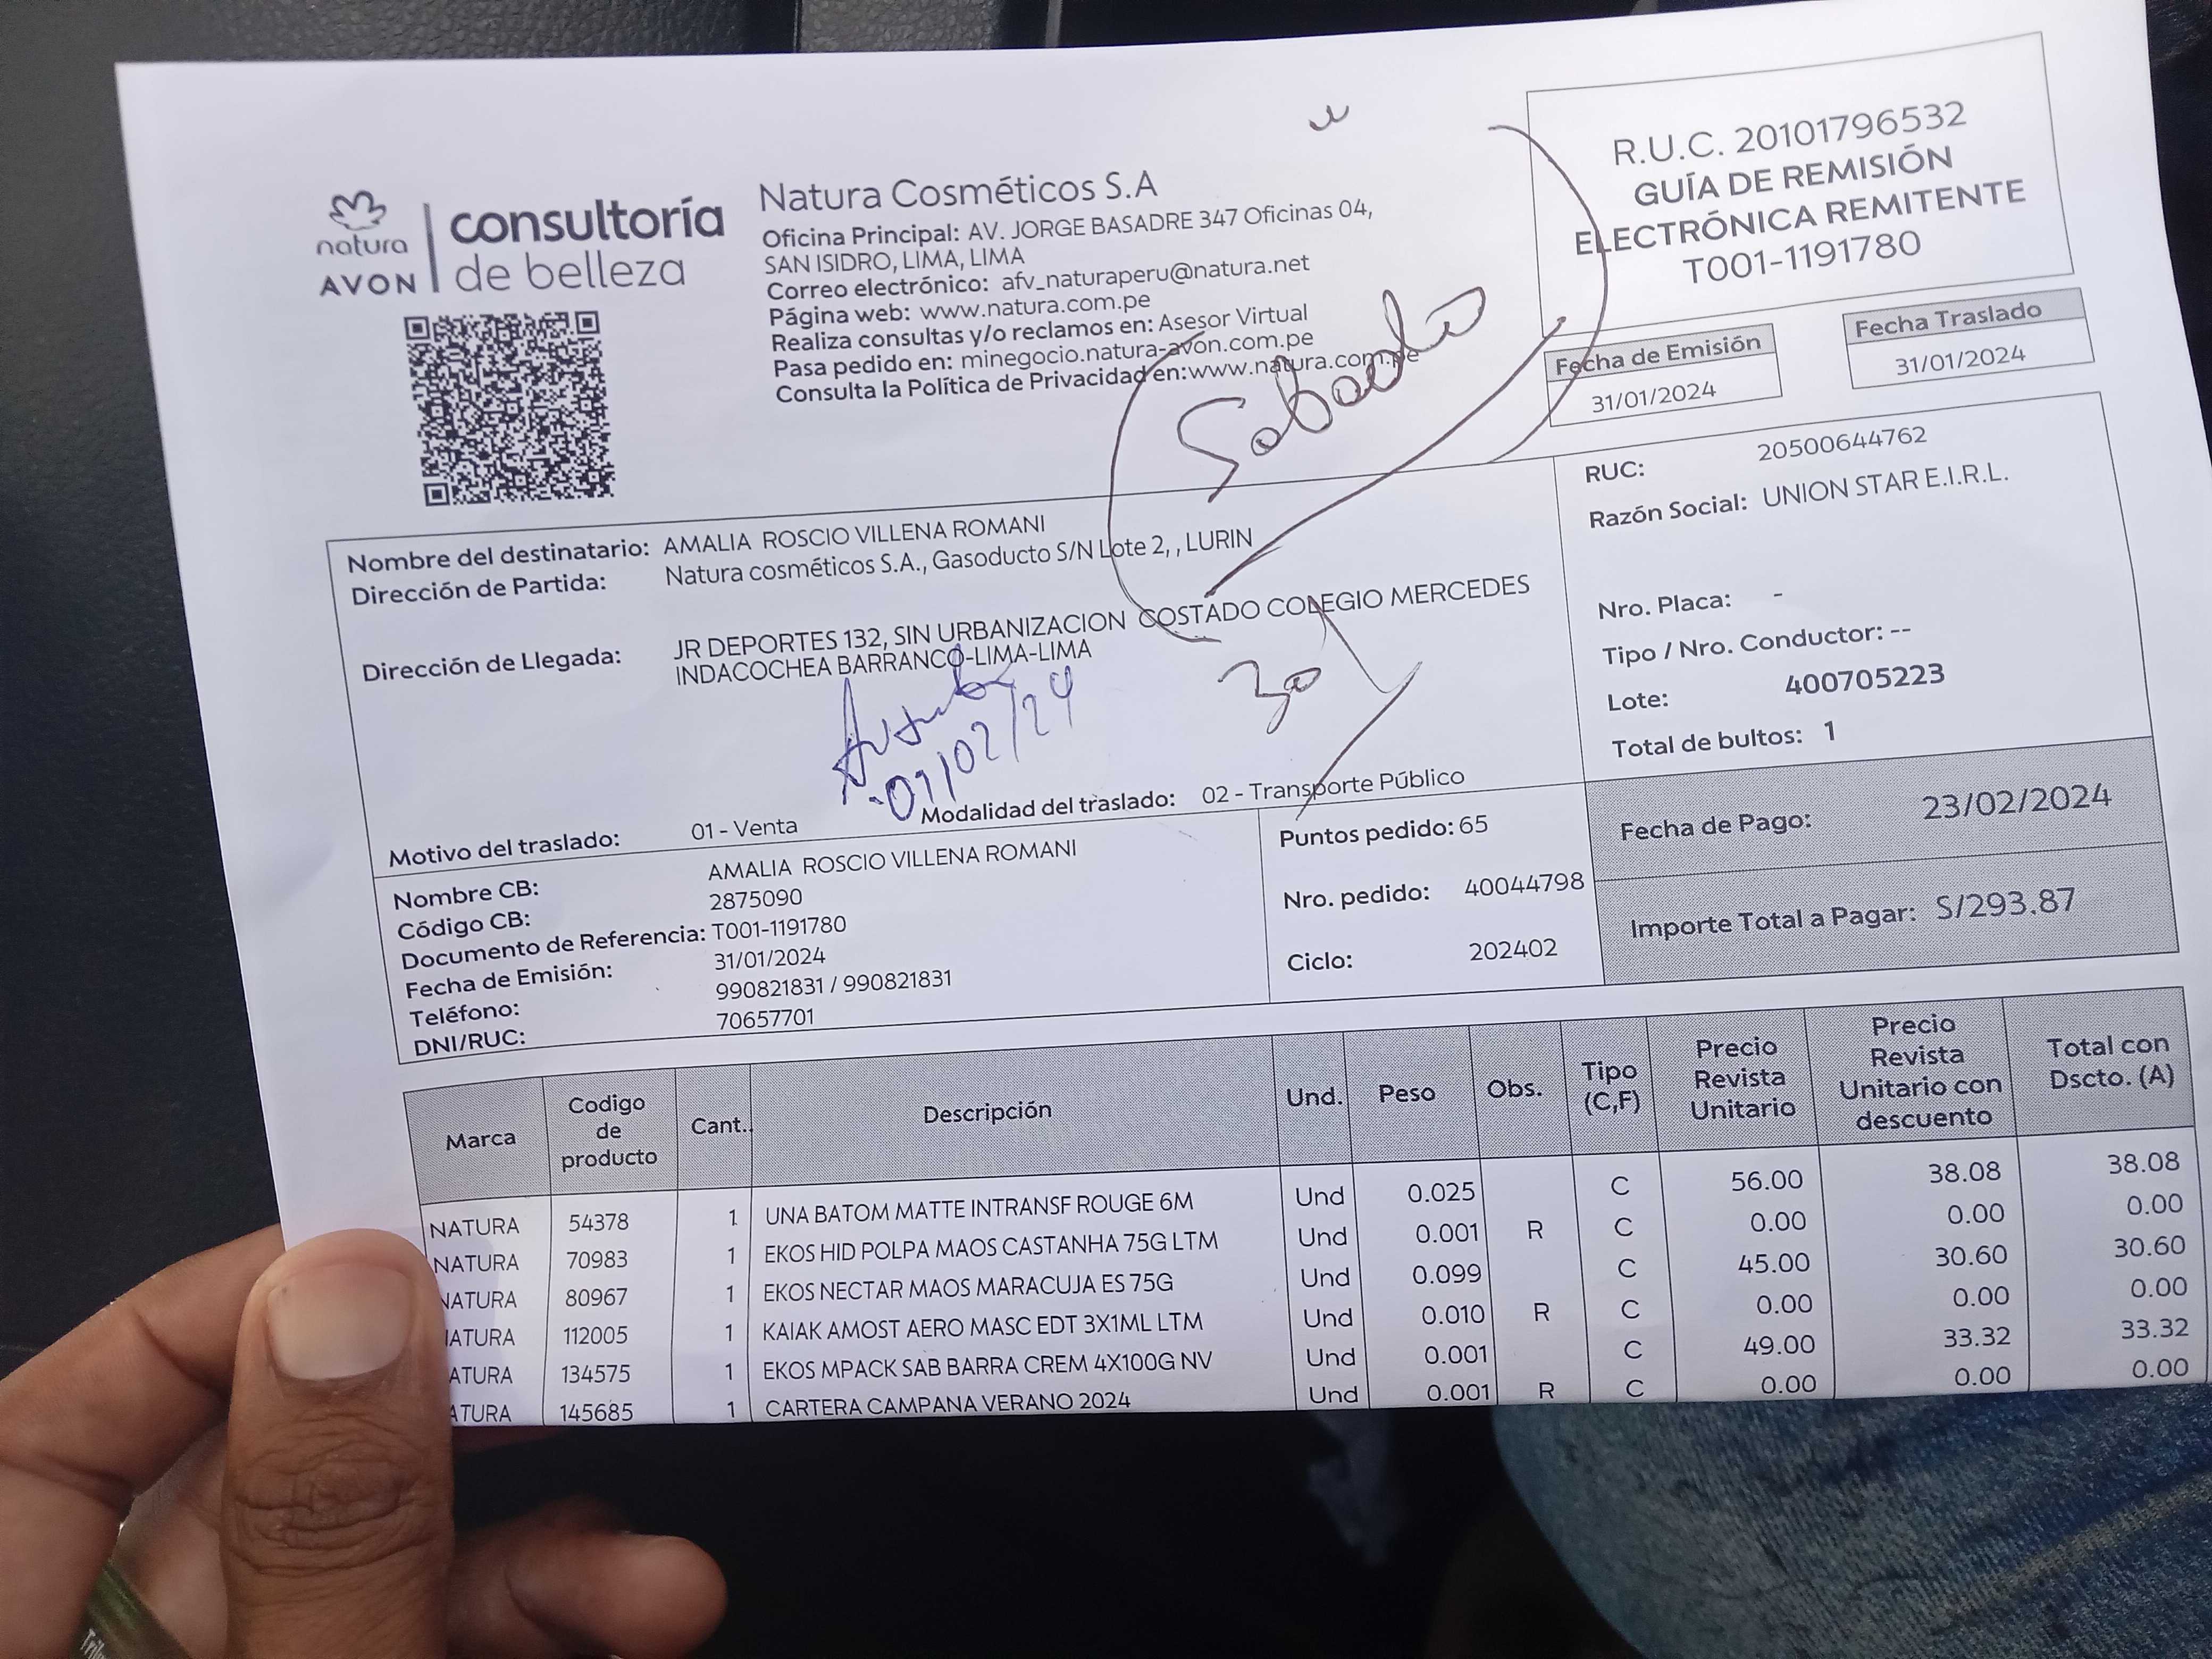 natura
AVON
consultoría
de belleza
Natura Cosméticos S.A
Oficina Principal: AV. JORGE BASADRE 347 Oficinas 04,
SAN ISIDRO, LIMA, LIMA
Correo electrónico: afv_naturaperu@natura.net
Página web: www.natura.com.pe
Realiza consultas y/o reclamos en: Asesor Virtual
Pasa pedido en: minegocio.natura-avon.com.pe
Consulta la Política de Privacidad en:www.natura.com.pe
R.U.C. 20101796532
GUÍA DE REMISIÓN
ELECTRÓNICA REMITENTE
T001-1191780
Fecha de Emisión
31/01/2024
Fecha Traslado
31/01/2024
Sabado
Nombre del destinatario: AMALIA ROSCIO VILLENA ROMANI
Dirección de Partida: Natura cosméticos S.A., Gasoducto S/N Lote 2, , LURIN
Dirección de Llegada: JR DEPORTES 132, SIN URBANIZACION COSTADO COLEGIO MERCEDES
INDACOCHEA BARRANCO-LIMA-LIMA
01/02/24
Motivo del traslado: 01 - Venta Modalidad del traslado: 02 - Transporte Público
RUC: 20500644762
Razón Social: UNION STAR E.I.R.L.
Nro. Placa: -
Tipo / Nro. Conductor: --
Lote: 400705223
Total de bultos: 1
Nombre CB: AMALIA ROSCIO VILLENA ROMANI
Código CB: 2875090
Documento de Referencia: T001-1191780
Fecha de Emisión: 31/01/2024
Teléfono: 990821831 / 990821831
DNI/RUC: 70657701
Puntos pedido: 65
Nro. pedido: 40044798
Ciclo: 202402
Fecha de Pago: 23/02/2024
Importe Total a Pagar: S/293.87
Marca Codigo de producto Cant. Descripción Und. Peso Obs. Tipo (C,F) Precio Revista Unitario Precio Revista Unitario con descuento Total con Dscto. (A)
NATURA 54378 1 UNA BATOM MATTE INTRANSF ROUGE 6M Und 0.025 C 56.00 38.08 38.08
NATURA 70983 1 EKOS HID POLPA MAOS CASTANHA 75G LTM Und 0.001 R C 0.00 0.00 0.00
NATURA 80967 1 EKOS NECTAR MAOS MARACUJA ES 75G Und 0.099 C 45.00 30.60 30.60
ATURA 112005 1 KAIAK AMOST AERO MASC EDT 3X1ML LTM Und 0.010 R C 0.00 0.00 0.00
ATURA 134575 1 EKOS MPACK SAB BARRA CREM 4X100G NV Und 0.001 C 49.00 33.32 33.32
ATURA 145685 1 CARTERA CAMPANA VERANO 2024 Und 0.001 R C 0.00 0.00 0.00